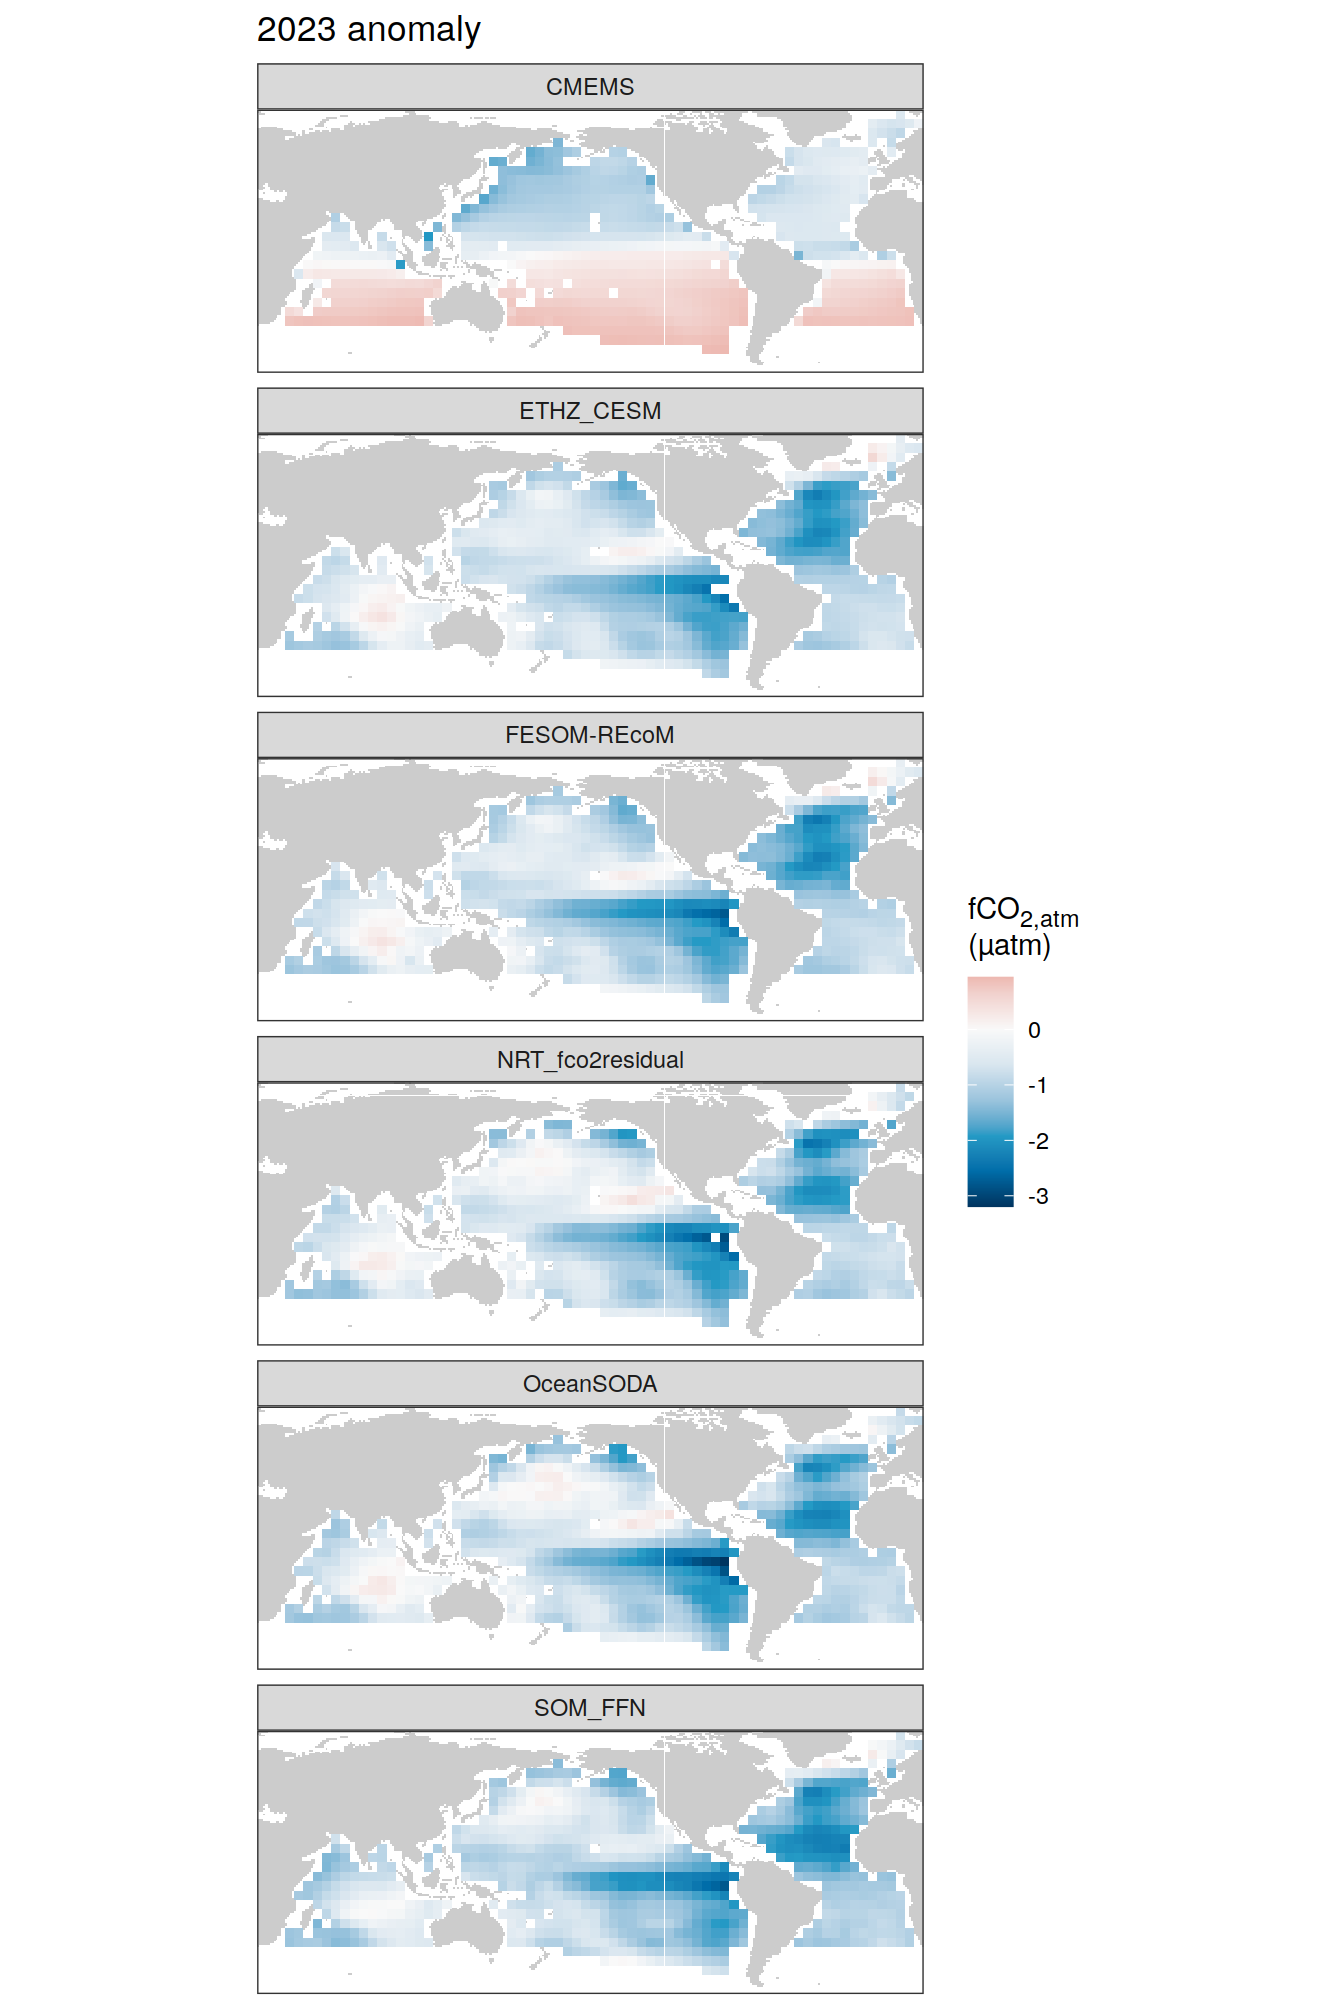 2023 anomaly
CMEMS
ETHZ_CESM
FESOM-REcoM
NRT_fco2residual
OceanSODA
SOM_FFN
fCO2,atm
(µatm)
0
-1
-2
-3